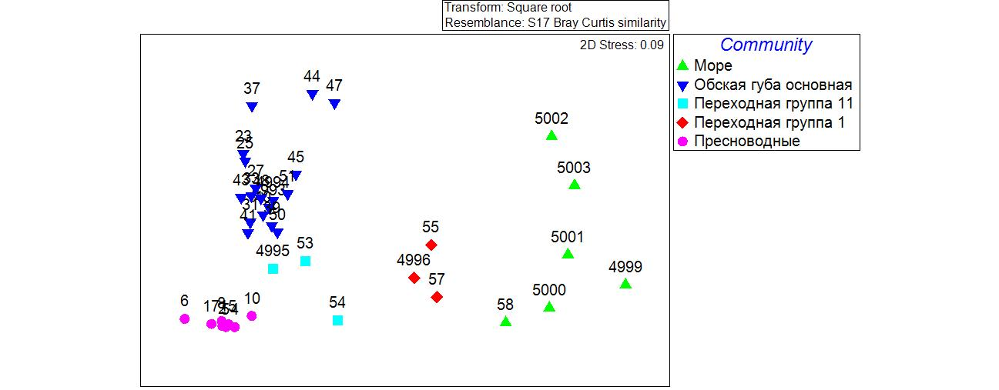 Transform: Square root
Resemblance: S17 Bray Curtis similarity
2D Stress: 0.09
Community
Море
Обская губа основная
Переходная группа 11
Переходная группа 1
Пресноводные
37
44
47
5002
23
25
45
5003
27
51
43
31
41
50
4995
53
55
5001
4996
57
4999
6
10
54
58
5000